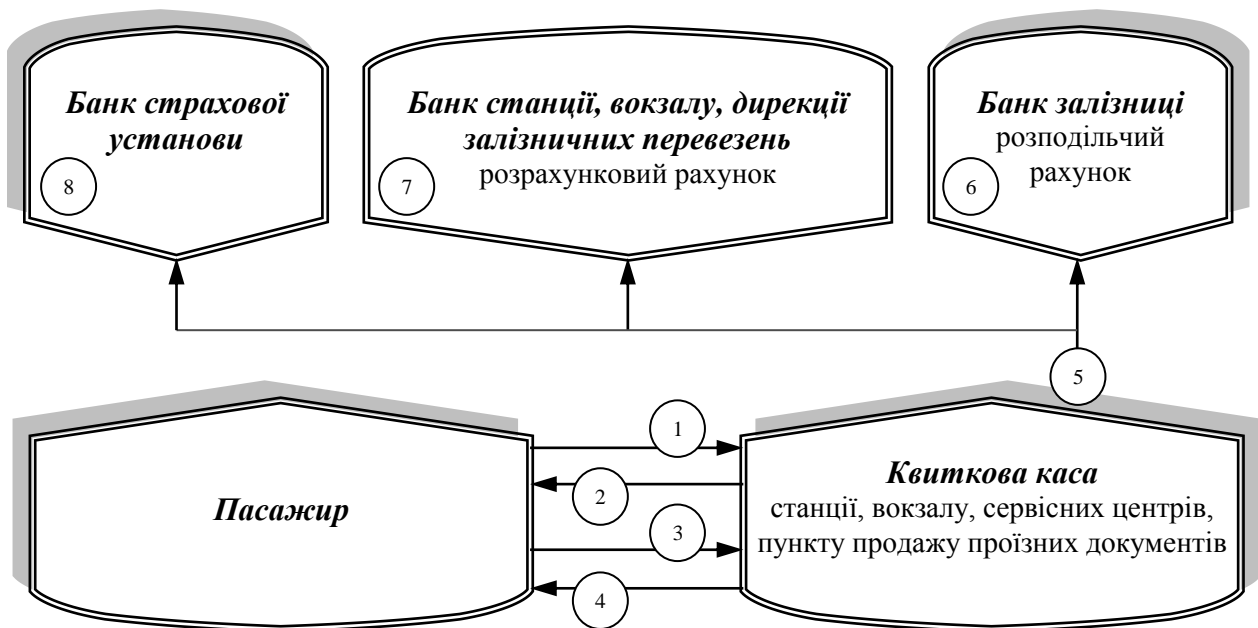 Банк страхової
установи
8
Банк станції, вокзалу, дирекції
залізничних перевезень
розрахунковий рахунок
7
Банк залізниці
розподільчий
рахунок
6
5
Пасажир
1
2
3
4
Квиткова каса
станції, вокзалу, сервісних центрів,
пункту продажу проїзних документів